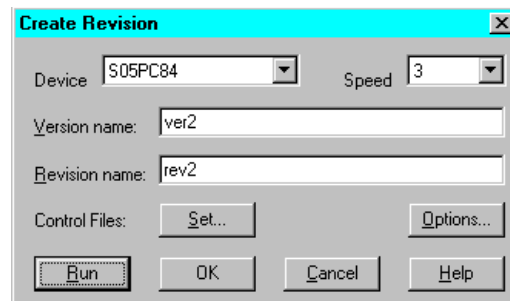 Create Revision
Device S05PC84 Speed 3
Version name: ver2
Revision name: rev2
Control Files: Set... Options...
Run OK Cancel Help